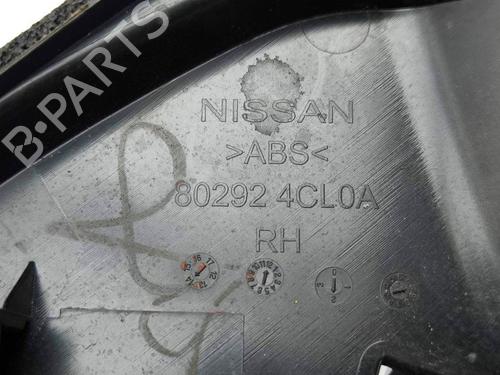 B-PARTS
NISSAN
>ABS<
80292 4CL0A
RH